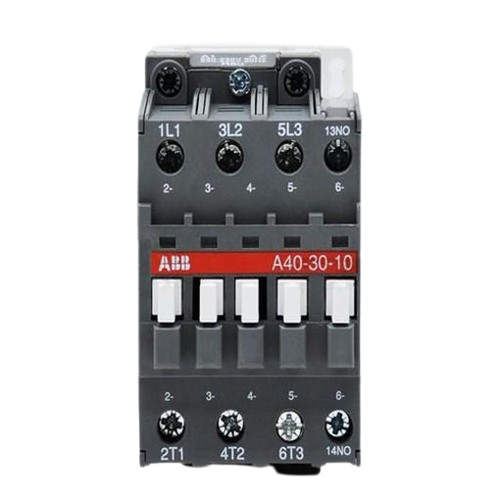 1L1 3L2 5L3 13NO
2- 3- 4- 5- 6-
ABB A40-30-10
2- 3- 4- 5- 6-
2T1 4T2 6T3 14NO